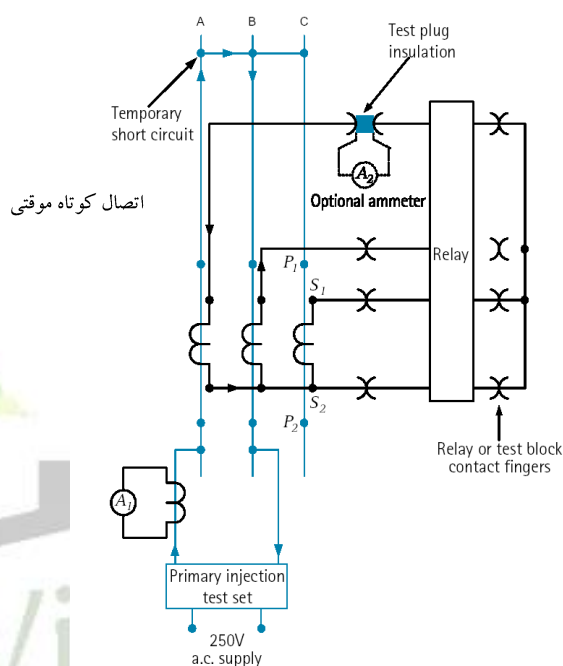 A B C
Test plug
insulation
Temporary
short circuit
اتصال کوتاه موقتی
A2
Optional ammeter
Relay
P1
S1
S2
P2
Relay or test block
contact fingers
A1
Primary injection
test set
250V
a.c. supply